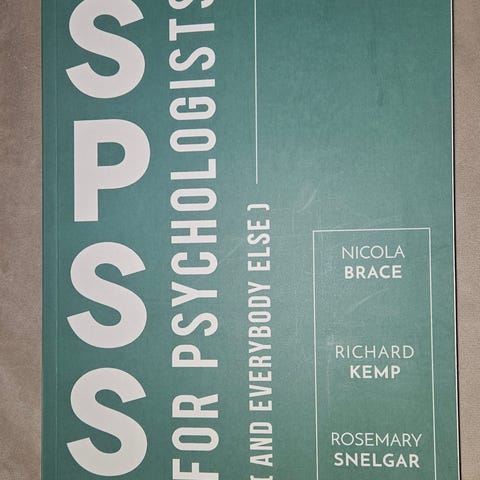 SPSS
FOR PSYCHOLOGISTS
( AND EVERYBODY ELSE )
NICOLA
BRACE
RICHARD
KEMP
ROSEMARY
SNELGAR